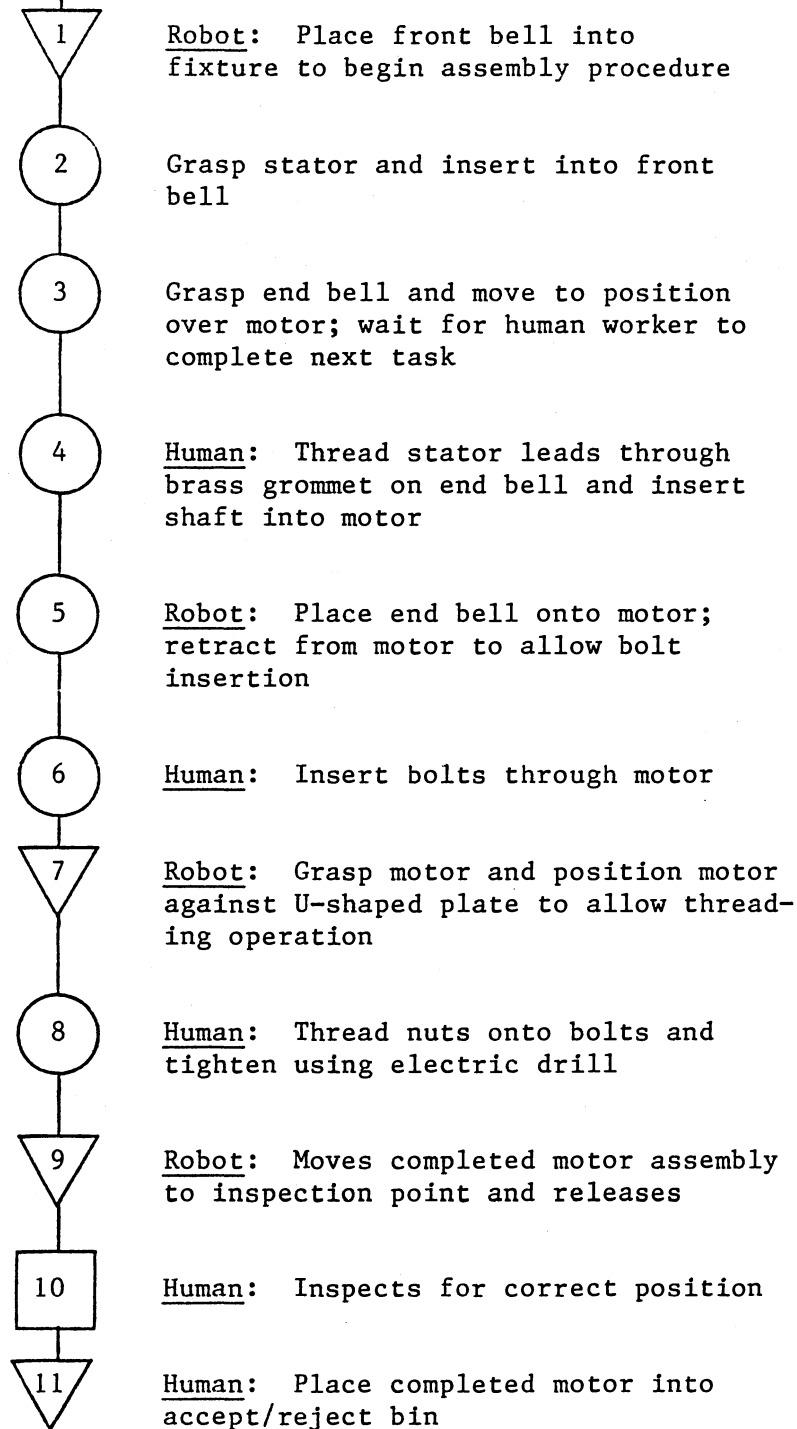 1
Robot: Place front bell into
fixture to begin assembly procedure
2
Grasp stator and insert into front
bell
3
Grasp end bell and move to position
over motor; wait for human worker to
complete next task
4
Human: Thread stator leads through
brass grommet on end bell and insert
shaft into motor
5
Robot: Place end bell onto motor;
retract from motor to allow bolt
insertion
6
Human: Insert bolts through motor
7
Robot: Grasp motor and position motor
against U-shaped plate to allow thread-
ing operation
8
Human: Thread nuts onto bolts and
tighten using electric drill
9
Robot: Moves completed motor assembly
to inspection point and releases
10
Human: Inspects for correct position
11
Human: Place completed motor into
accept/reject bin